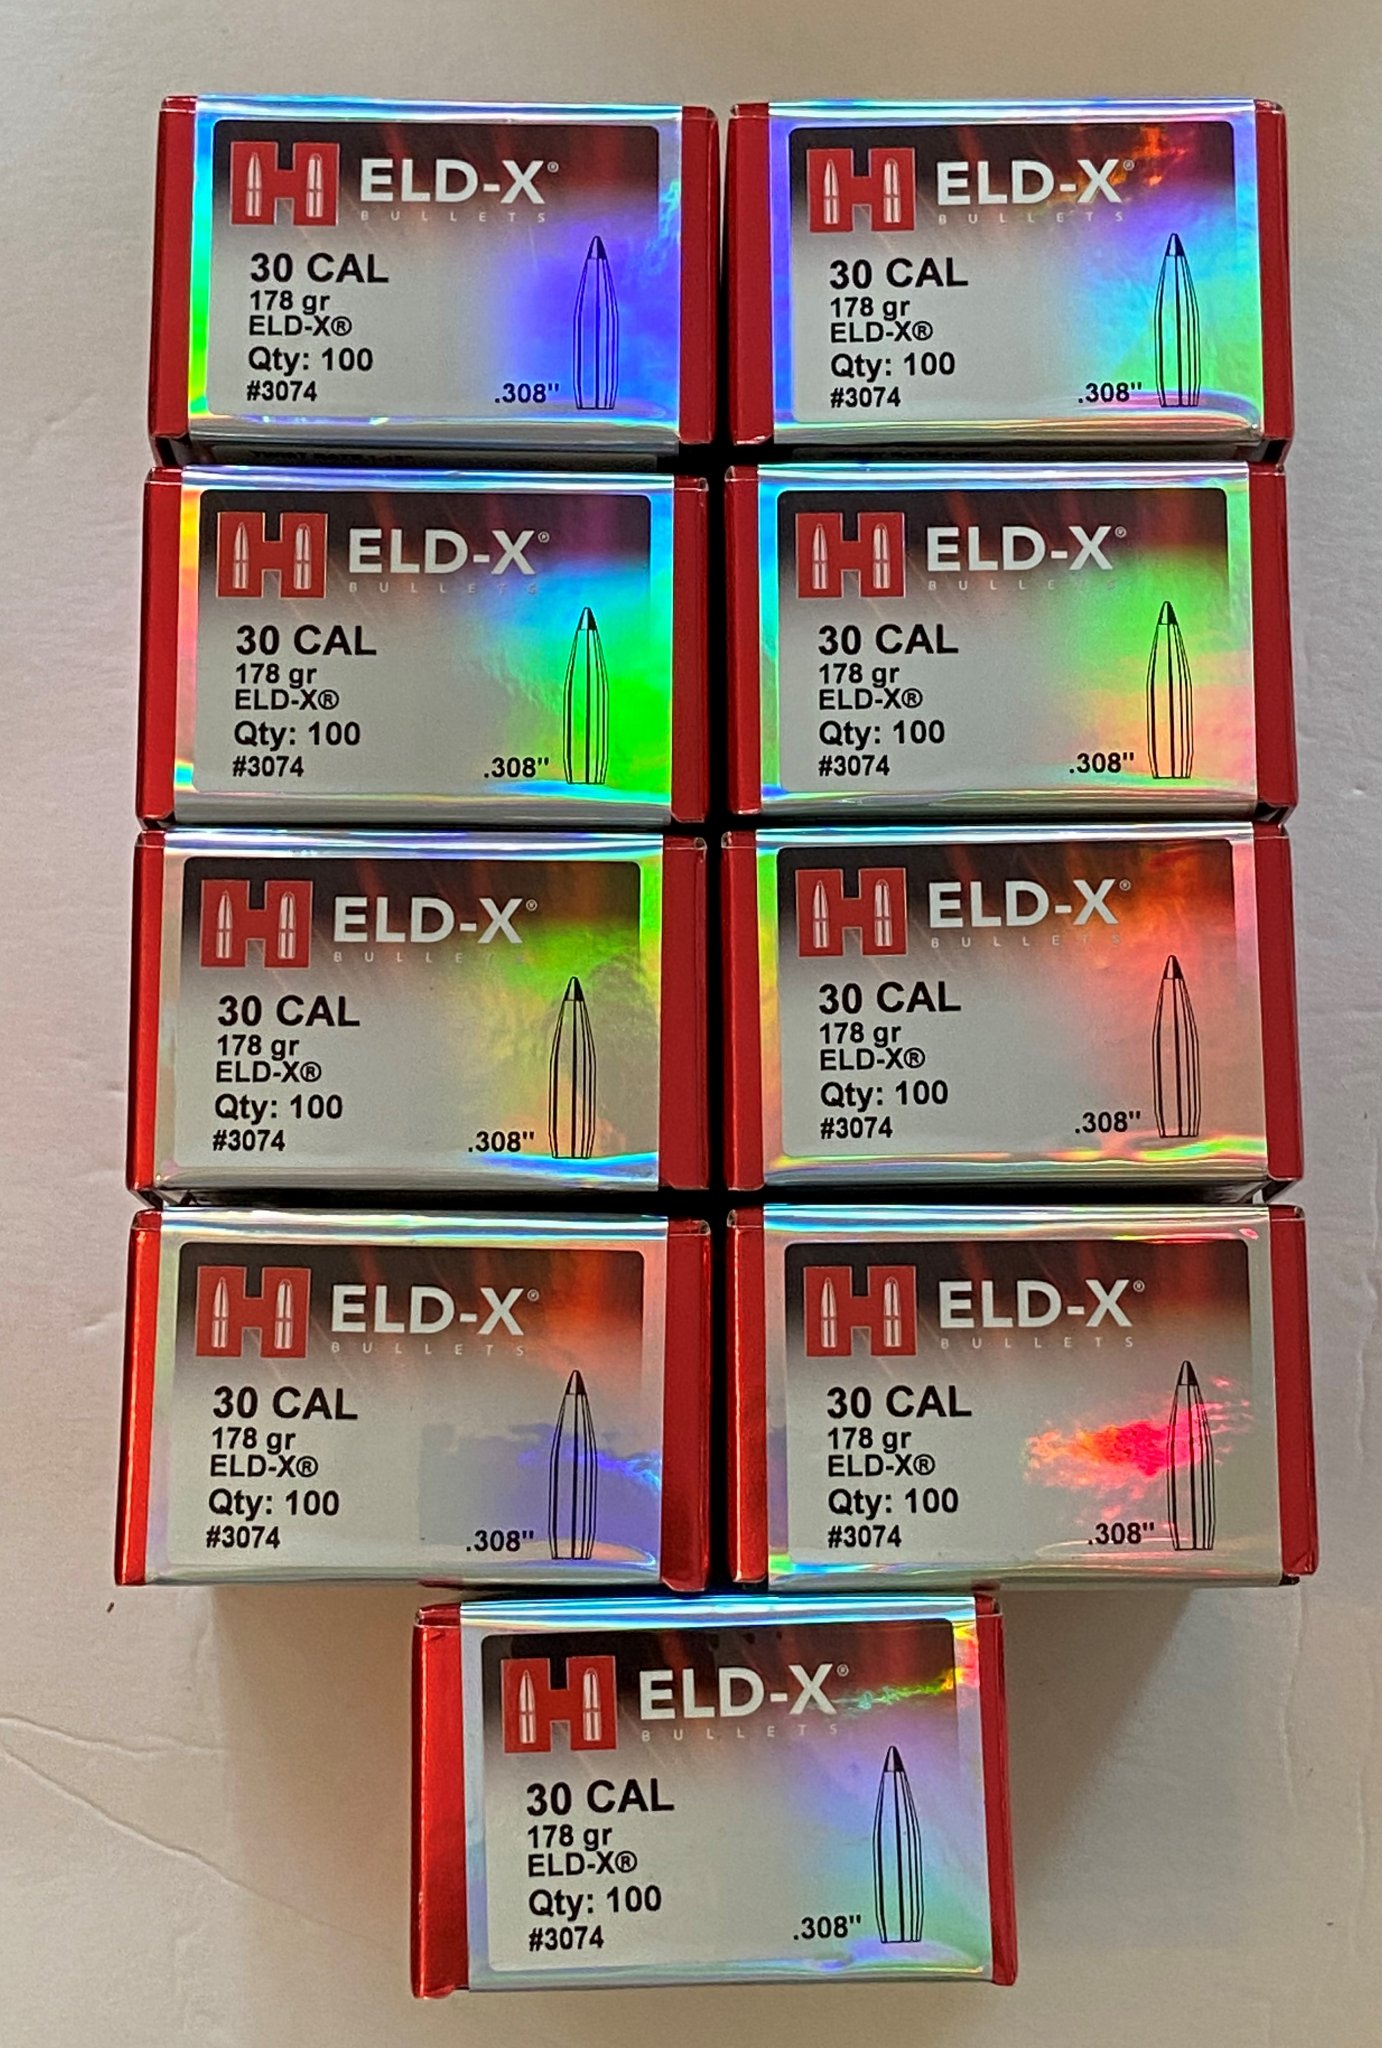 ELD-X®
BULLETS
30 CAL
178 gr
ELD-X®
Qty: 100
#3074
.308"
ELD-X®
BULLETS
30 CAL
178 gr
ELD-X®
Qty: 100
#3074
.308"
ELD-X®
BULLETS
30 CAL
178 gr
ELD-X®
Qty: 100
#3074
.308"
ELD-X®
BULLETS
30 CAL
178 gr
ELD-X®
Qty: 100
#3074
.308"
ELD-X®
BULLETS
30 CAL
178 gr
ELD-X®
Qty: 100
#3074
.308"
ELD-X®
BULLETS
30 CAL
178 gr
ELD-X®
Qty: 100
#3074
.308"
ELD-X®
BULLETS
30 CAL
178 gr
ELD-X®
Qty: 100
#3074
.308"
ELD-X®
BULLETS
30 CAL
178 gr
ELD-X®
Qty: 100
#3074
.308"
ELD-X®
BULLETS
30 CAL
178 gr
ELD-X®
Qty: 100
#3074
.308"